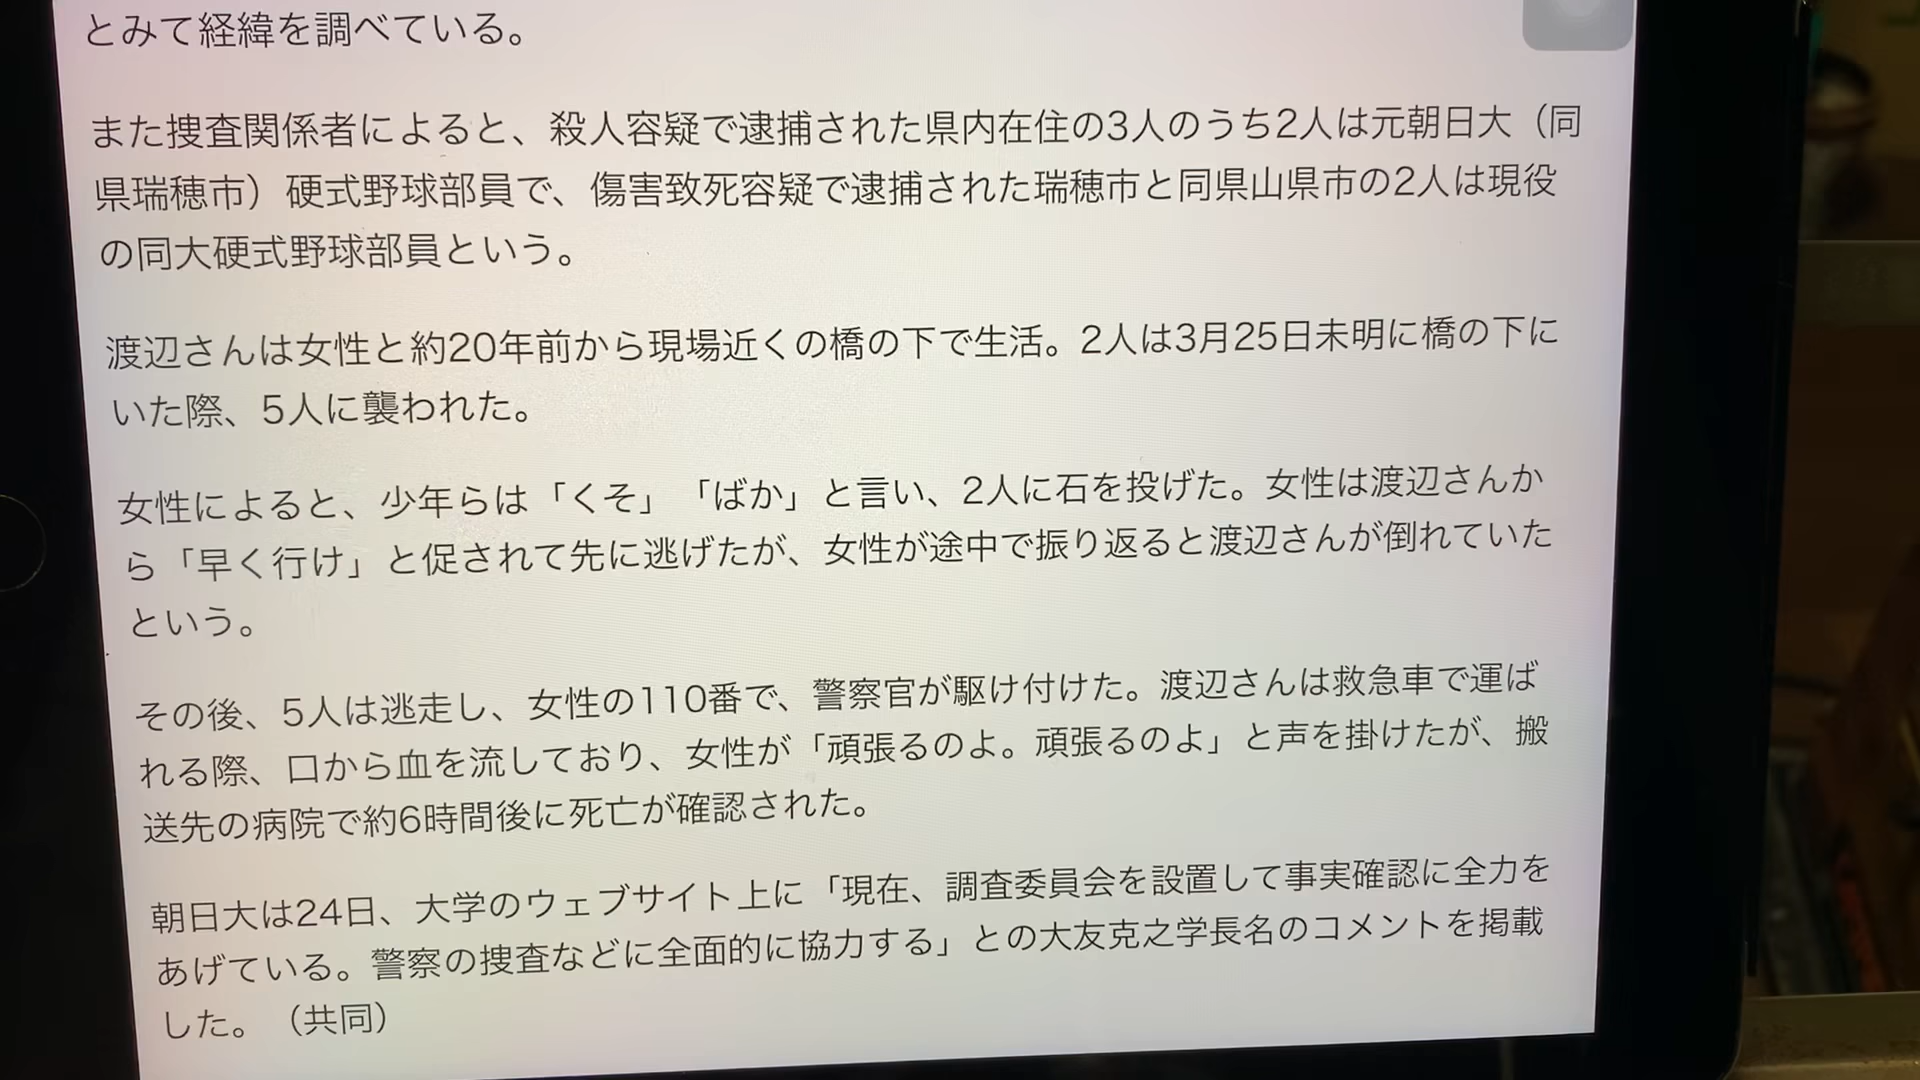 とみて経緯を調べている。
また捜査関係者によると、殺人容疑で逮捕された県内在住の3人のうち2人は元朝日大（同
県瑞穂市）硬式野球部員で、傷害致死容疑で逮捕された瑞穂市と同県山県市の2人は現役
の同大硬式野球部員という。
渡辺さんは女性と約20年前から現場近くの橋の下で生活。2人は3月25日未明に橋の下に
いた際、5人に襲われた。
女性によると、少年らは「くそ」「ばか」と言い、2人に石を投げた。女性は渡辺さんか
ら「早く行け」と促されて先に逃げたが、女性が途中で振り返ると渡辺さんが倒れていた
という。
その後、5人は逃走し、女性の110番で、警察官が駆け付けた。渡辺さんは救急車で運ば
れる際、口から血を流しており、女性が「頑張るのよ。頑張るのよ」と声を掛けたが、搬
送先の病院で約6時間後に死亡が確認された。
朝日大は24日、大学のウェブサイト上に「現在、調査委員会を設置して事実確認に全力を
あげている。警察の捜査などに全面的に協力する」との大友克之学長名のコメントを掲載
した。（共同）